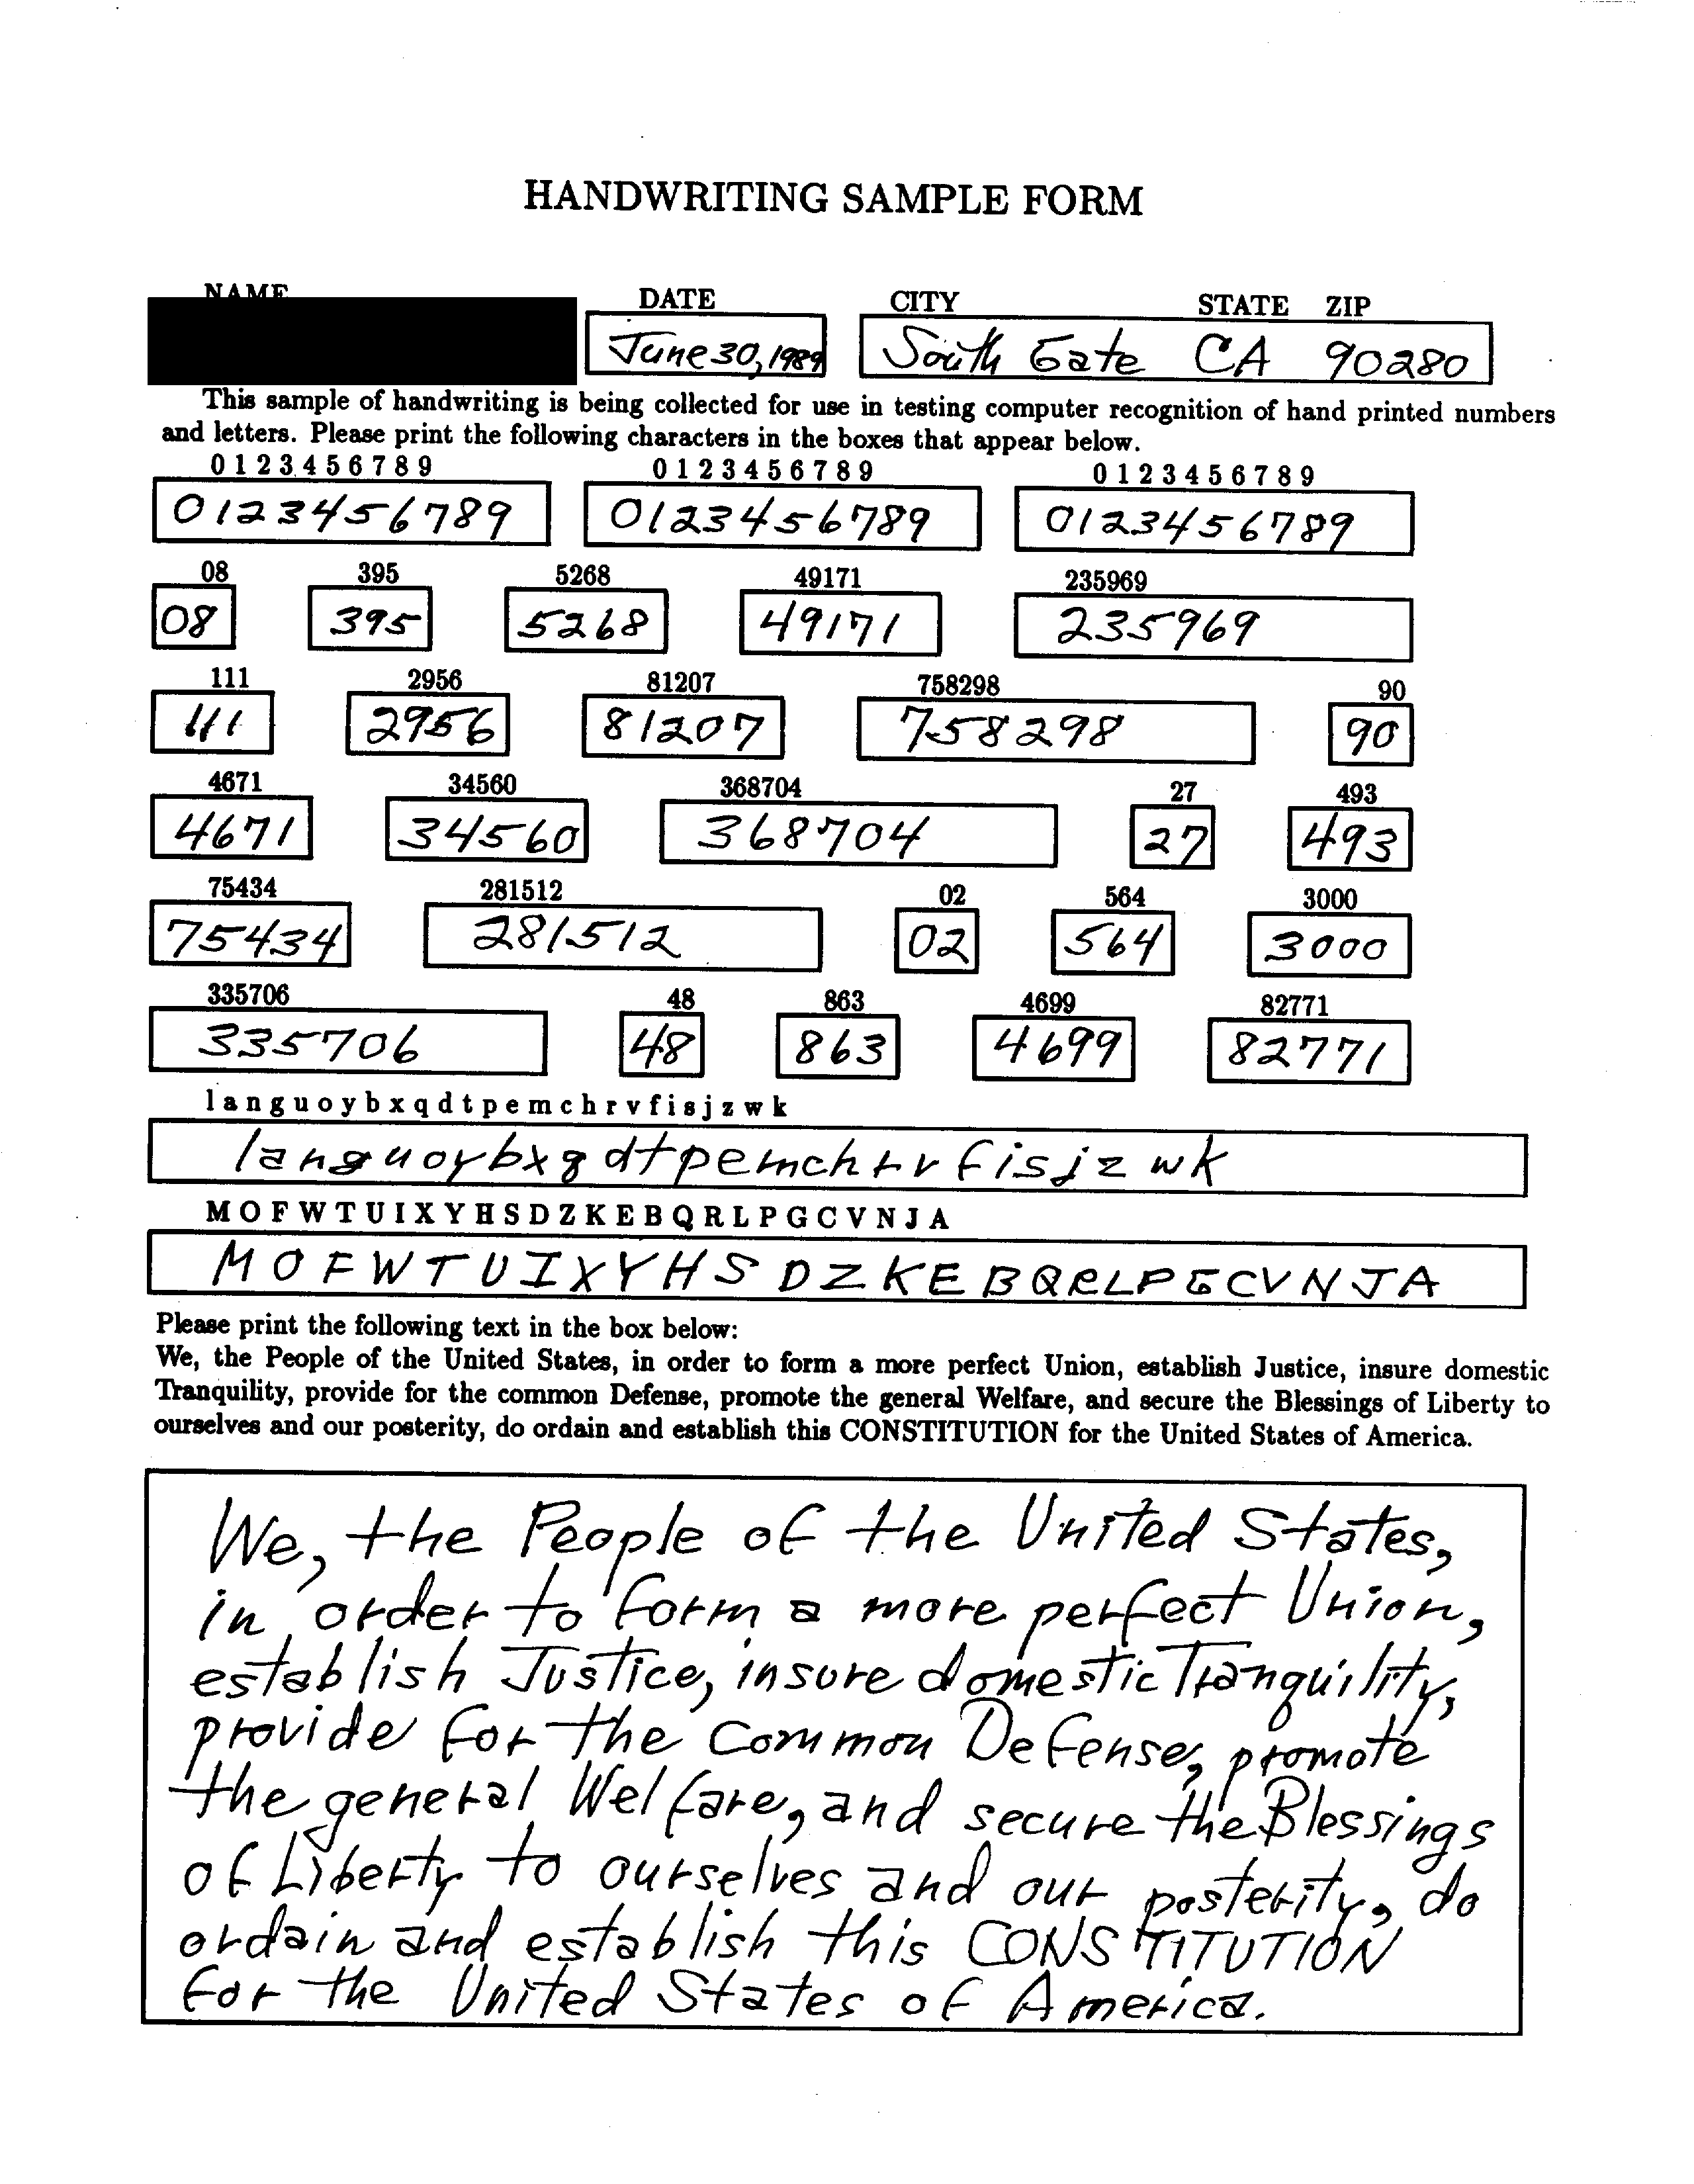 HANDWRITING SAMPLE FORM
NAME DATE CITY STATE ZIP
June 30, 1989 South Gate CA 90280
This sample of handwriting is being collected for use in testing computer recognition of hand printed numbers
and letters. Please print the following characters in the boxes that appear below.
0 1 2 3 4 5 6 7 8 9 0 1 2 3 4 5 6 7 8 9 0 1 2 3 4 5 6 7 8 9
0123456789 0123456789 0123456789
08 395 5268 49171 235969
08 395 5268 49171 235969
111 2956 81207 758298 90
111 2956 81207 758298 90
4671 34560 368704 27 493
4671 34560 368704 27 493
75434 281512 02 564 3000
75434 281512 02 564 3000
335706 48 863 4699 82771
335706 48 863 4699 82771
l a n g u o y b x q d t p e m c h r v f i s j z w k
l a n g u o y b x q d t p e m c h r v f i s j z w k
M O F W T U I X Y H S D Z K E B Q R L P G C V N J A
M O F W T U I X Y H S D Z K E B Q R L P G C V N J A
Please print the following text in the box below:
We, the People of the United States, in order to form a more perfect Union, establish Justice, insure domestic
Tranquility, provide for the common Defense, promote the general Welfare, and secure the Blessings of Liberty to
ourselves and our posterity, do ordain and establish this CONSTITUTION for the United States of America.
We, the People of the United States,
in order to form a more perfect Union,
establish Justice, insure domestic Tranquility,
provide for the Common Defense, promote
the general Welfare, and secure the Blessings
of Liberty to ourselves and our posterity, do
ordain and establish this CONSTITUTION
for the United States of America.